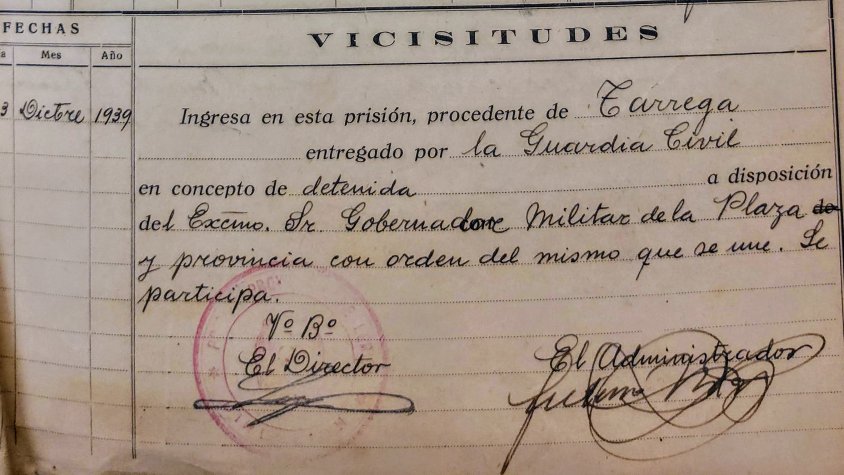 FECHAS
VICISITUDES
Mes Año
3 Dictre 1939
Ingresa en esta prisión, procedente de Tarrega
entregado por la Guardia Civil
en concepto de detenida a disposición
del Excmo. Sr Gobernador Militar de la Plaza de
y provincia con orden del mismo que se une. Se
participa.
Vº Bº
El Director
El Administrador